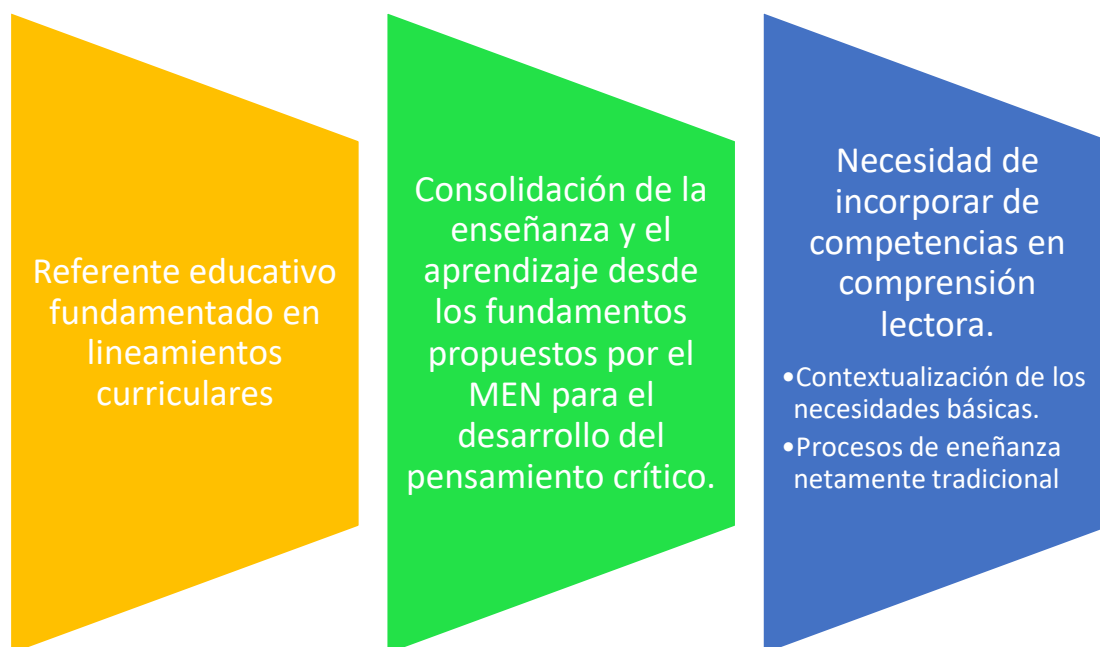 Referente educativo
fundamentado en
lineamientos
curriculares
Consolidación de la
enseñanza y el
aprendizaje desde
los fundamentos
propuestos por el
MEN para el
desarrollo del
pensamiento crítico.
Necesidad de
incorporar de
competencias en
comprensión
lectora.
•Contextualización de los
necesidades básicas.
•Procesos de eneñanza
netamente tradicional